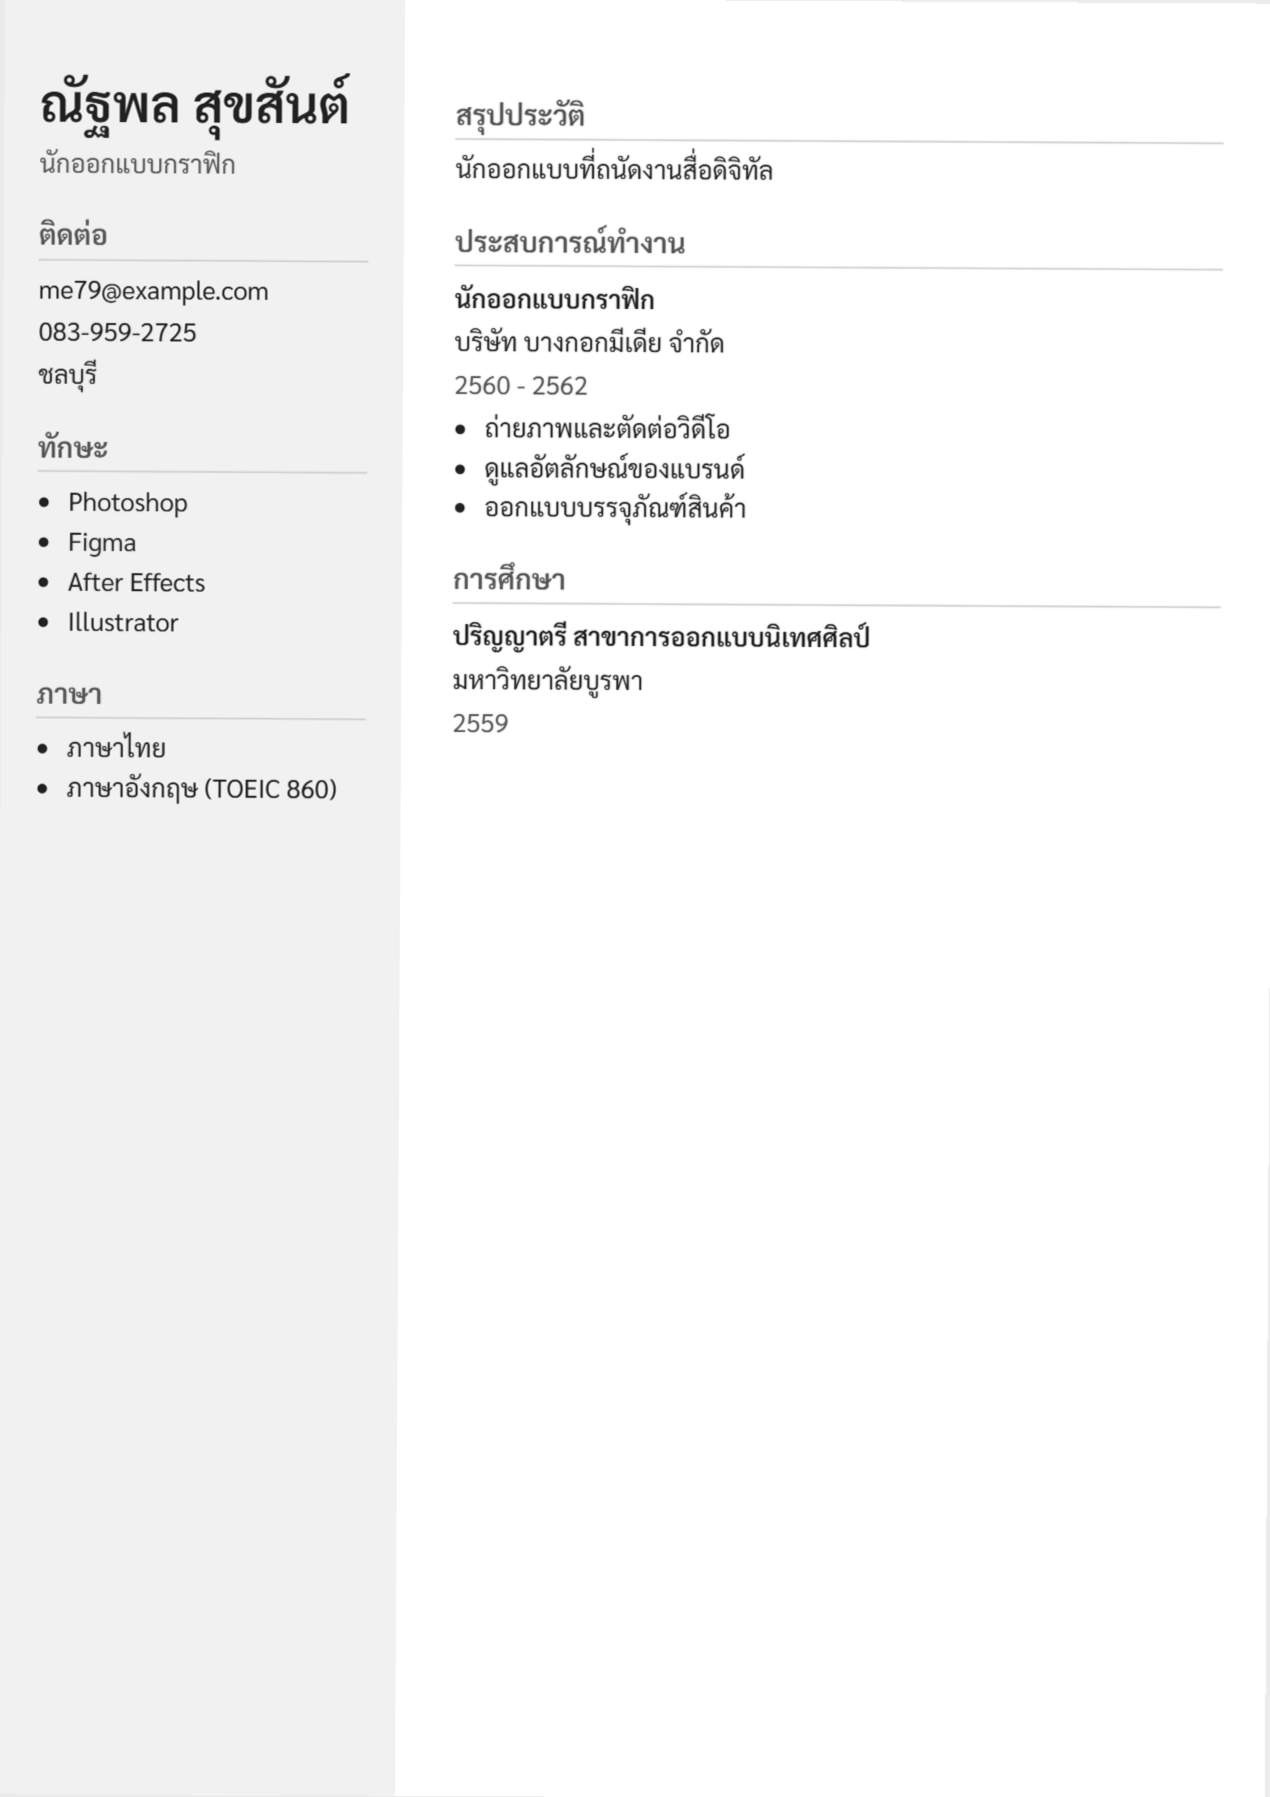 ณัฐพล สุขสันต์
นักออกแบบกราฟิก
ติดต่อ
me79@example.com
083-959-2725
ชลบุรี
ทักษะ
• Photoshop
• Figma
• After Effects
• Illustrator
ภาษา
• ภาษาไทย
• ภาษาอังกฤษ (TOEIC 860)
สรุปประวัติ
นักออกแบบที่ถนัดงานสื่อดิจิทัล
ประสบการณ์ทำงาน
นักออกแบบกราฟิก
บริษัท บางกอกมีเดีย จำกัด
2560 - 2562
• ถ่ายภาพและตัดต่อวิดีโอ
• ดูแลอัตลักษณ์ของแบรนด์
• ออกแบบบรรจุภัณฑ์สินค้า
การศึกษา
ปริญญาตรี สาขาการออกแบบนิเทศศิลป์
มหาวิทยาลัยบูรพา
2559